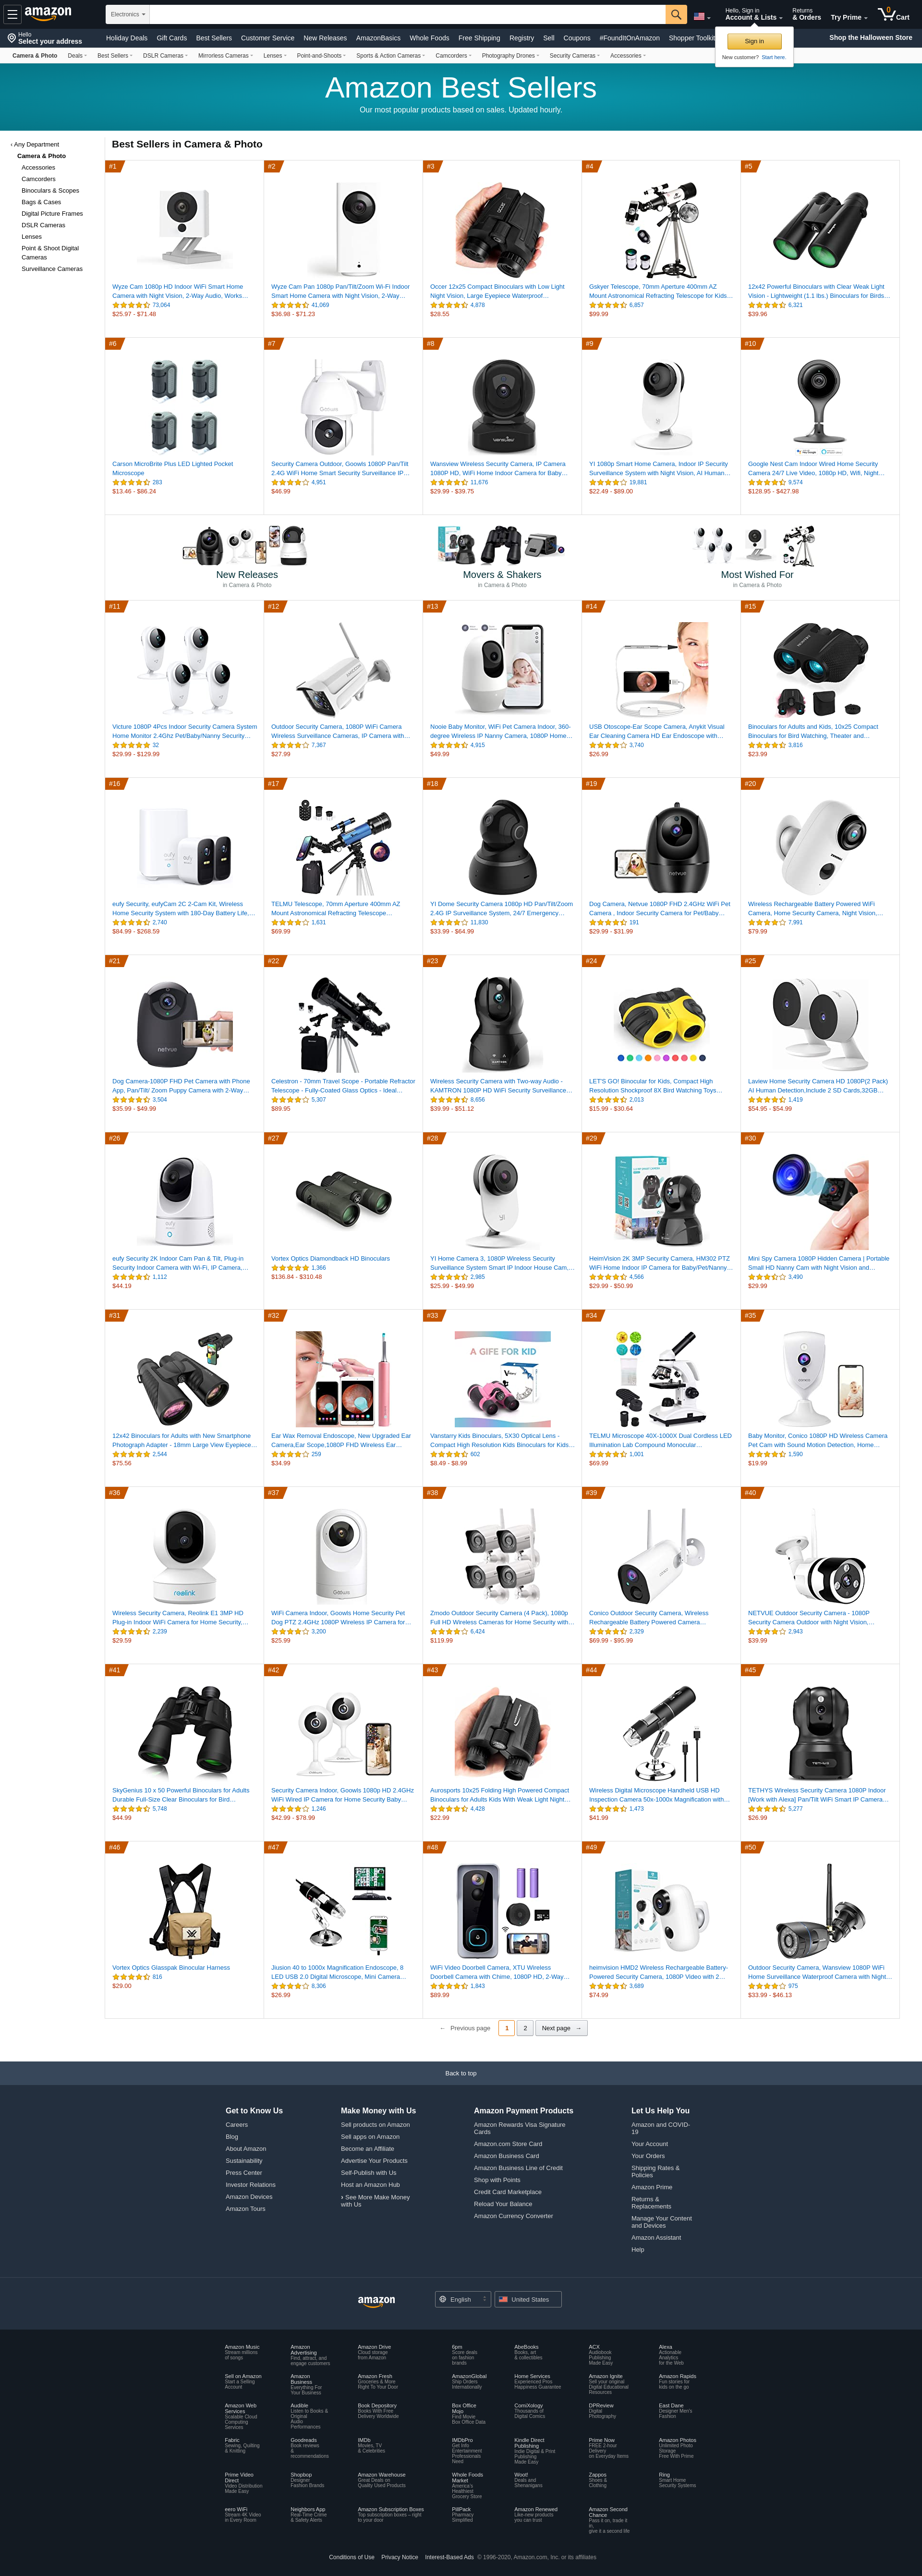 amazon
Electronics
Hello, Sign in
Account & Lists
Returns
& Orders
Try Prime
0
Cart
Hello
Select your address
Holiday Deals
Gift Cards
Best Sellers
Customer Service
New Releases
AmazonBasics
Whole Foods
Free Shipping
Registry
Sell
Coupons
#FoundItOnAmazon
Shopper Toolkit
Shop the Halloween Store
Sign in
New customer? Start here.
Camera & Photo
Deals
Best Sellers
DSLR Cameras
Mirrorless Cameras
Lenses
Point-and-Shoots
Sports & Action Cameras
Camcorders
Photography Drones
Security Cameras
Accessories
Amazon Best Sellers
Our most popular products based on sales. Updated hourly.
‹ Any Department
Camera & Photo
Accessories
Camcorders
Binoculars & Scopes
Bags & Cases
Digital Picture Frames
DSLR Cameras
Lenses
Point & Shoot Digital
Cameras
Surveillance Cameras
Best Sellers in Camera & Photo
#1
Wyze Cam 1080p HD Indoor WiFi Smart Home
Camera with Night Vision, 2-Way Audio, Works…
73,064
$25.97 - $71.48
#2
Wyze Cam Pan 1080p Pan/Tilt/Zoom Wi-Fi Indoor
Smart Home Camera with Night Vision, 2-Way…
41,069
$36.98 - $71.23
#3
Occer 12x25 Compact Binoculars with Low Light
Night Vision, Large Eyepiece Waterproof…
4,878
$28.55
#4
Gskyer Telescope, 70mm Aperture 400mm AZ
Mount Astronomical Refracting Telescope for Kids…
6,857
$99.99
#5
12x42 Powerful Binoculars with Clear Weak Light
Vision - Lightweight (1.1 lbs.) Binoculars for Birds…
6,321
$39.96
#6
Carson MicroBrite Plus LED Lighted Pocket
Microscope
283
$13.46 - $86.24
#7
Security Camera Outdoor, Goowls 1080P Pan/Tilt
2.4G WiFi Home Smart Security Surveillance IP…
4,951
$46.99
#8
Wansview Wireless Security Camera, IP Camera
1080P HD, WiFi Home Indoor Camera for Baby…
11,676
$29.99 - $39.75
#9
YI 1080p Smart Home Camera, Indoor IP Security
Surveillance System with Night Vision, AI Human…
19,881
$22.49 - $89.00
#10
Google Nest Cam Indoor Wired Home Security
Camera 24/7 Live Video, 1080p HD, Wifi, Night…
9,574
$128.95 - $427.98
New Releases
in Camera & Photo
Movers & Shakers
in Camera & Photo
Most Wished For
in Camera & Photo
#11
Victure 1080P 4Pcs Indoor Security Camera System
Home Monitor 2.4Ghz Pet/Baby/Nanny Security…
32
$29.99 - $129.99
#12
Outdoor Security Camera, 1080P WiFi Camera
Wireless Surveillance Cameras, IP Camera with…
7,367
$27.99
#13
Nooie Baby Monitor, WiFi Pet Camera Indoor, 360-
degree Wireless IP Nanny Camera, 1080P Home…
4,915
$49.99
#14
USB Otoscope-Ear Scope Camera, Anykit Visual
Ear Cleaning Camera HD Ear Endoscope with…
3,740
$26.99
#15
Binoculars for Adults and Kids, 10x25 Compact
Binoculars for Bird Watching, Theater and…
3,816
$23.99
#16
eufy Security, eufyCam 2C 2-Cam Kit, Wireless
Home Security System with 180-Day Battery Life,…
2,740
$84.99 - $268.59
#17
TELMU Telescope, 70mm Aperture 400mm AZ
Mount Astronomical Refracting Telescope…
1,631
$69.99
#18
YI Dome Security Camera 1080p HD Pan/Tilt/Zoom
2.4G IP Surveillance System, 24/7 Emergency…
11,830
$33.99 - $64.99
#19
netvue
Dog Camera, Netvue 1080P FHD 2.4GHz WiFi Pet
Camera , Indoor Security Camera for Pet/Baby…
191
$29.99 - $31.99
#20
Wireless Rechargeable Battery Powered WiFi
Camera, Home Security Camera, Night Vision,…
7,991
$79.99
#21
netvue
Dog Camera-1080P FHD Pet Camera with Phone
App, Pan/Tilt/ Zoom Puppy Camera with 2-Way…
3,504
$35.99 - $49.99
#22
Celestron - 70mm Travel Scope - Portable Refractor
Telescope - Fully-Coated Glass Optics - Ideal…
5,307
$89.95
#23
Wireless Security Camera with Two-way Audio -
KAMTRON 1080P HD WiFi Security Surveillance…
8,656
$39.99 - $51.12
#24
LET'S GO! Binocular for Kids, Compact High
Resolution Shockproof 8X Bird Watching Toys…
2,013
$15.99 - $30.64
#25
Laview Home Security Camera HD 1080P(2 Pack)
AI Human Detection,Include 2 SD Cards,32GB…
1,419
$54.95 - $54.99
#26
eufy Security 2K Indoor Cam Pan & Tilt, Plug-in
Security Indoor Camera with Wi-Fi, IP Camera,…
1,112
$44.19
#27
Vortex Optics Diamondback HD Binoculars
1,366
$136.84 - $310.48
#28
YI Home Camera 3, 1080P Wireless Security
Surveillance System Smart IP Indoor House Cam,…
2,985
$25.99 - $49.99
#29
HeimVision 2K 3MP Security Camera, HM302 PTZ
WiFi Home Indoor IP Camera for Baby/Pet/Nanny…
4,566
$29.99 - $50.99
#30
Mini Spy Camera 1080P Hidden Camera | Portable
Small HD Nanny Cam with Night Vision and…
3,490
$29.99
#31
12x42 Binoculars for Adults with New Smartphone
Photograph Adapter - 18mm Large View Eyepiece…
2,544
$75.56
#32
Ear Wax Removal Endoscope, New Upgraded Ear
Camera,Ear Scope,1080P FHD Wireless Ear…
259
$34.99
#33
A GIFE FOR KID
Vanstarry Kids Binoculars, 5X30 Optical Lens -
Compact High Resolution Kids Binoculars for Kids…
602
$8.49 - $8.99
#34
TELMU Microscope 40X-1000X Dual Cordless LED
Illumination Lab Compound Monocular…
1,001
$69.99
#35
Baby Monitor, Conico 1080P HD Wireless Camera
Pet Cam with Sound Motion Detection, Home…
1,590
$19.99
#36
reolink
Wireless Security Camera, Reolink E1 3MP HD
Plug-in Indoor WiFi Camera for Home Security,…
2,239
$29.59
#37
WiFi Camera Indoor, Goowls Home Security Pet
Dog PTZ 2.4GHz 1080P Wireless IP Camera for…
3,200
$25.99
#38
Zmodo Outdoor Security Camera (4 Pack), 1080p
Full HD Wireless Cameras for Home Security with…
6,424
$119.99
#39
Conico Outdoor Security Camera, Wireless
Rechargeable Battery Powered Camera…
2,329
$69.99 - $95.99
#40
NETVUE Outdoor Security Camera - 1080P
Security Camera Outdoor with Night Vision,…
2,943
$39.99
#41
SkyGenius 10 x 50 Powerful Binoculars for Adults
Durable Full-Size Clear Binoculars for Bird…
5,748
$44.99
#42
Security Camera Indoor, Goowls 1080p HD 2.4GHz
WiFi Wired IP Camera for Home Security Baby…
1,246
$42.99 - $78.99
#43
Aurosports 10x25 Folding High Powered Compact
Binoculars for Adults Kids With Weak Light Night…
4,428
$22.99
#44
Wireless Digital Microscope Handheld USB HD
Inspection Camera 50x-1000x Magnification with…
1,473
$41.99
#45
TETHYS
TETHYS Wireless Security Camera 1080P Indoor
[Work with Alexa] Pan/Tilt WiFi Smart IP Camera…
5,277
$26.99
#46
Vortex Optics Glasspak Binocular Harness
816
$29.00
#47
Jiusion 40 to 1000x Magnification Endoscope, 8
LED USB 2.0 Digital Microscope, Mini Camera…
8,306
$26.99
#48
WiFi Video Doorbell Camera, XTU Wireless
Doorbell Camera with Chime, 1080P HD, 2-Way…
1,843
$89.99
#49
heimvision HMD2 Wireless Rechargeable Battery-
Powered Security Camera, 1080P Video with 2…
3,689
$74.99
#50
Outdoor Security Camera, Wansview 1080P WiFi
Home Surveillance Waterproof Camera with Night…
975
$33.99 - $46.13
← Previous page
1
2
Next page →
Back to top
Get to Know Us
Careers
Blog
About Amazon
Sustainability
Press Center
Investor Relations
Amazon Devices
Amazon Tours
Make Money with Us
Sell products on Amazon
Sell apps on Amazon
Become an Affiliate
Advertise Your Products
Self-Publish with Us
Host an Amazon Hub
› See More Make Money
with Us
Amazon Payment Products
Amazon Rewards Visa Signature
Cards
Amazon.com Store Card
Amazon Business Card
Amazon Business Line of Credit
Shop with Points
Credit Card Marketplace
Reload Your Balance
Amazon Currency Converter
Let Us Help You
Amazon and COVID-
19
Your Account
Your Orders
Shipping Rates &
Policies
Amazon Prime
Returns &
Replacements
Manage Your Content
and Devices
Amazon Assistant
Help
amazon
English
United States
Amazon Music
Stream millions
of songs
Amazon
Advertising
Find, attract, and
engage customers
Amazon Drive
Cloud storage
from Amazon
6pm
Score deals
on fashion
brands
AbeBooks
Books, art
& collectibles
ACX
Audiobook
Publishing
Made Easy
Alexa
Actionable
Analytics
for the Web
Sell on Amazon
Start a Selling
Account
Amazon
Business
Everything For
Your Business
Amazon Fresh
Groceries & More
Right To Your Door
AmazonGlobal
Ship Orders
Internationally
Home Services
Experienced Pros
Happiness Guarantee
Amazon Ignite
Sell your original
Digital Educational
Resources
Amazon Rapids
Fun stories for
kids on the go
Amazon Web
Services
Scalable Cloud
Computing
Services
Audible
Listen to Books &
Original
Audio
Performances
Book Depository
Books With Free
Delivery Worldwide
Box Office
Mojo
Find Movie
Box Office Data
ComiXology
Thousands of
Digital Comics
DPReview
Digital
Photography
East Dane
Designer Men's
Fashion
Fabric
Sewing, Quilting
& Knitting
Goodreads
Book reviews
&
recommendations
IMDb
Movies, TV
& Celebrities
IMDbPro
Get Info
Entertainment
Professionals
Need
Kindle Direct
Publishing
Indie Digital & Print
Publishing
Made Easy
Prime Now
FREE 2-hour
Delivery
on Everyday Items
Amazon Photos
Unlimited Photo
Storage
Free With Prime
Prime Video
Direct
Video Distribution
Made Easy
Shopbop
Designer
Fashion Brands
Amazon Warehouse
Great Deals on
Quality Used Products
Whole Foods
Market
America's
Healthiest
Grocery Store
Woot!
Deals and
Shenanigans
Zappos
Shoes &
Clothing
Ring
Smart Home
Security Systems
eero WiFi
Stream 4K Video
in Every Room
Neighbors App
Real-Time Crime
& Safety Alerts
Amazon Subscription Boxes
Top subscription boxes – right
to your door
PillPack
Pharmacy
Simplified
Amazon Renewed
Like-new products
you can trust
Amazon Second
Chance
Pass it on, trade it
in,
give it a second life
Conditions of Use
Privacy Notice
Interest-Based Ads
© 1996-2020, Amazon.com, Inc. or its affiliates